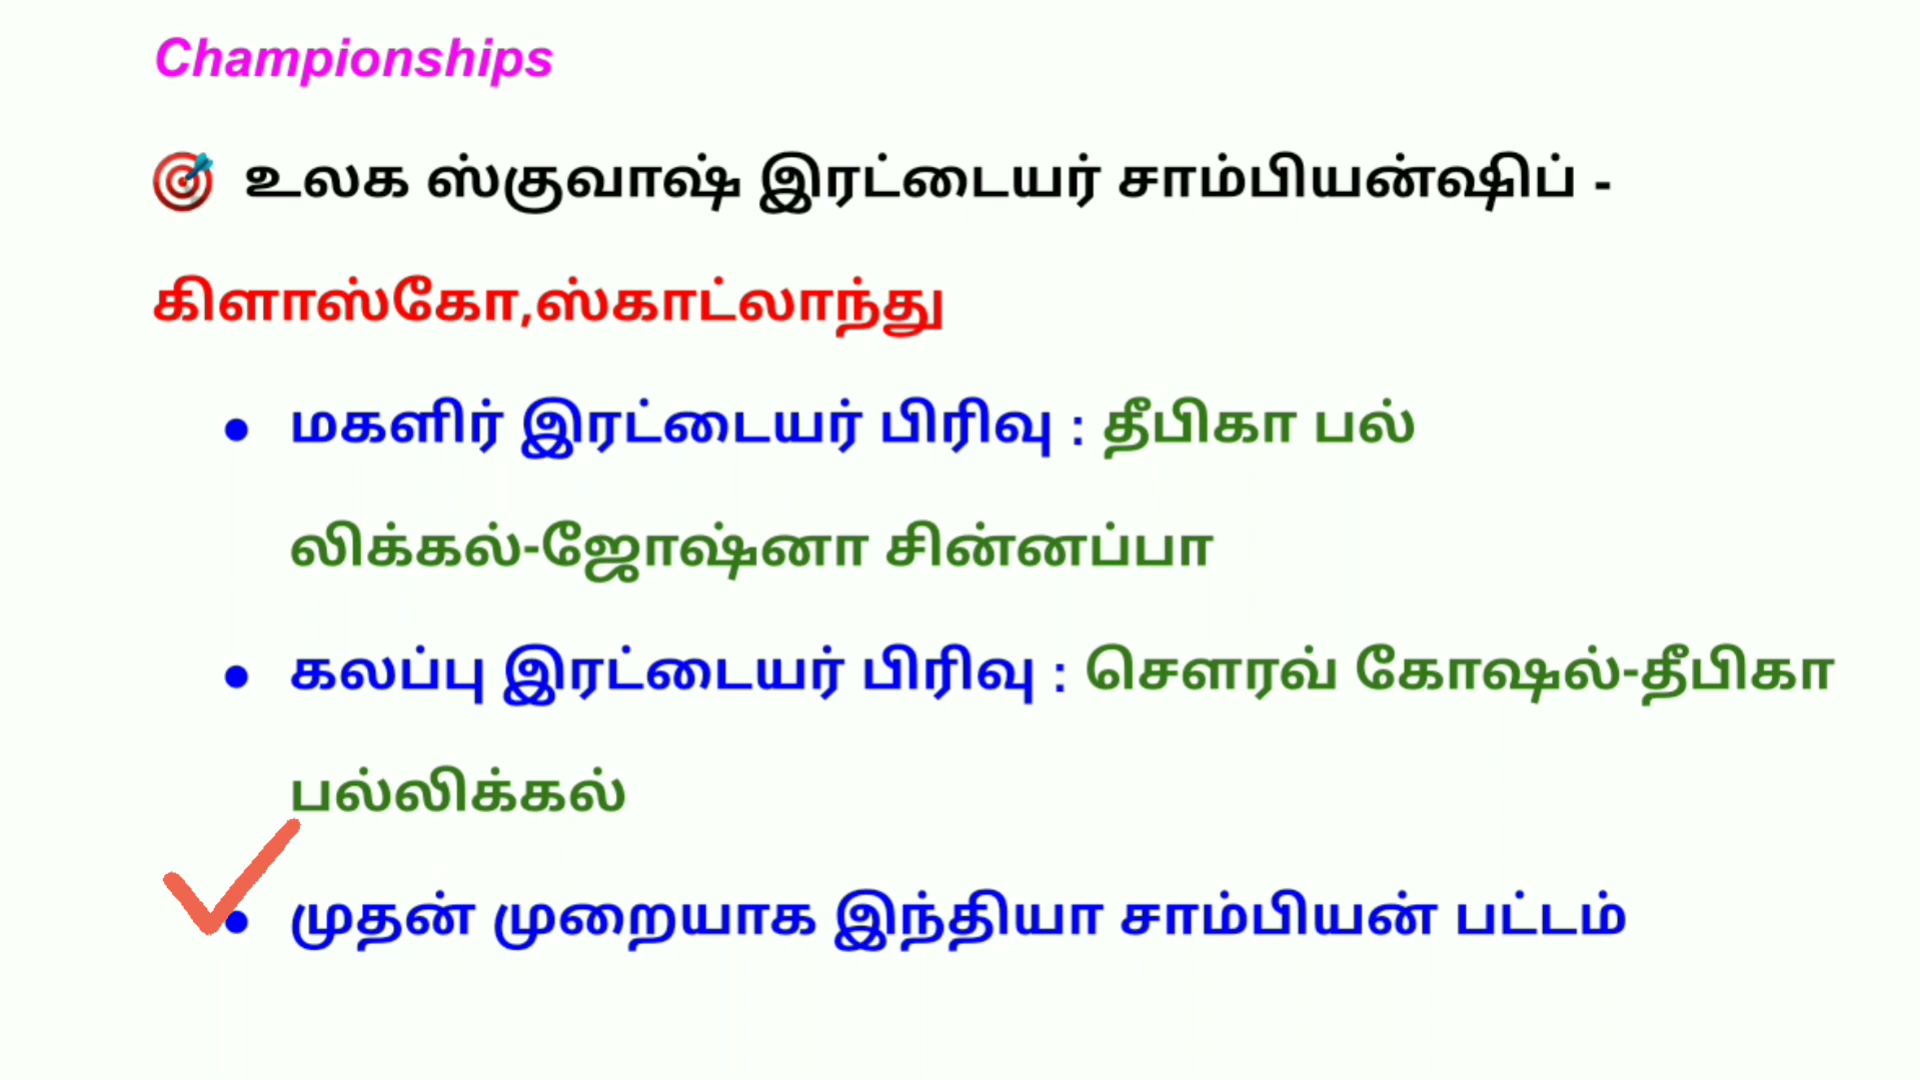 Championships
🎯 உலக ஸ்குவாஷ் இரட்டையர் சாம்பியன்ஷிப் -
கிளாஸ்கோ,ஸ்காட்லாந்து
● மகளிர் இரட்டையர் பிரிவு : தீபிகா பல்
லிக்கல்-ஜோஷ்னா சின்னப்பா
● கலப்பு இரட்டையர் பிரிவு : சௌரவ் கோஷல்-தீபிகா
பல்லிக்கல்
● முதன் முறையாக இந்தியா சாம்பியன் பட்டம்